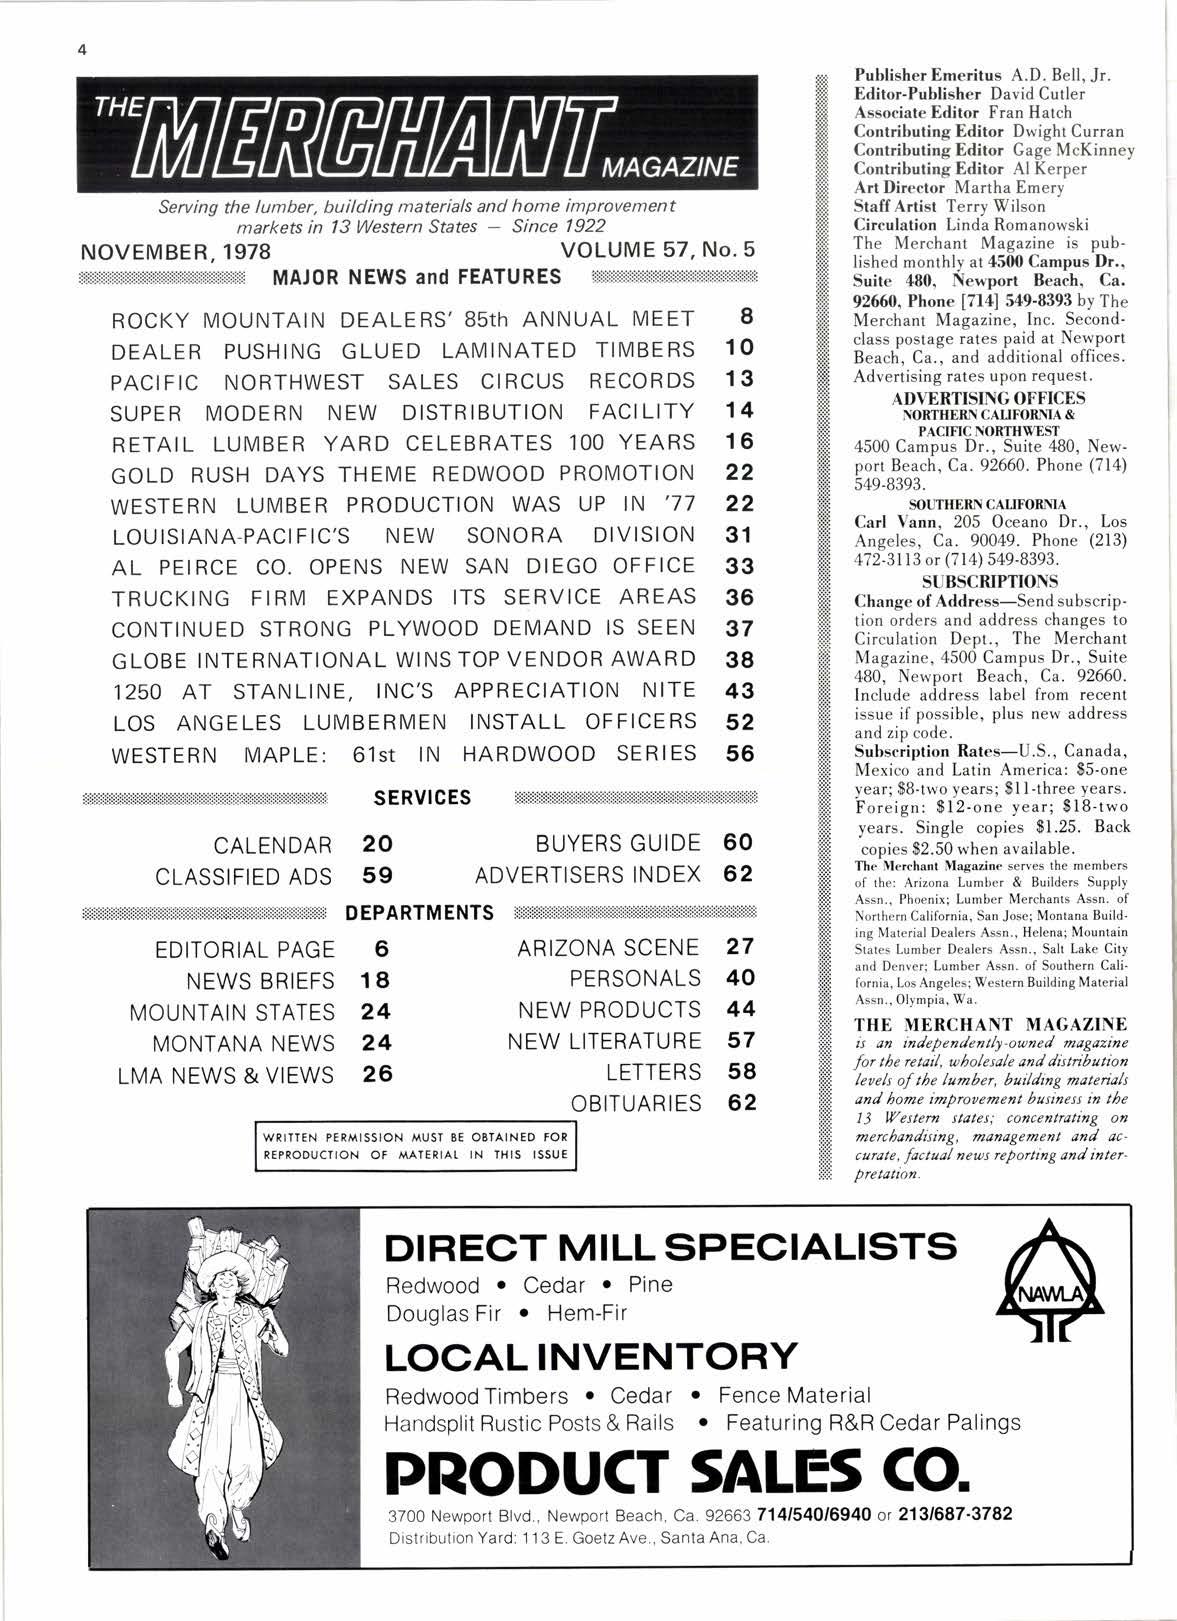 4
THE MERCHANT MAGAZINE
Serving the lumber, building materials and home improvement
markets in 13 Western States — Since 1922
NOVEMBER, 1978 VOLUME 57, No. 5
MAJOR NEWS and FEATURES
ROCKY MOUNTAIN DEALERS' 85th ANNUAL MEET 8
DEALER PUSHING GLUED LAMINATED TIMBERS 10
PACIFIC NORTHWEST SALES CIRCUS RECORDS 13
SUPER MODERN NEW DISTRIBUTION FACILITY 14
RETAIL LUMBER YARD CELEBRATES 100 YEARS 16
GOLD RUSH DAYS THEME REDWOOD PROMOTION 22
WESTERN LUMBER PRODUCTION WAS UP IN '77 22
LOUISIANA-PACIFIC'S NEW SONORA DIVISION 31
AL PEIRCE CO. OPENS NEW SAN DIEGO OFFICE 33
TRUCKING FIRM EXPANDS ITS SERVICE AREAS 36
CONTINUED STRONG PLYWOOD DEMAND IS SEEN 37
GLOBE INTERNATIONAL WINS TOP VENDOR AWARD 38
1250 AT STANLINE, INC'S APPRECIATION NITE 43
LOS ANGELES LUMBERMEN INSTALL OFFICERS 52
WESTERN MAPLE: 61st IN HARDWOOD SERIES 56
SERVICES
CALENDAR 20 BUYERS GUIDE 60
CLASSIFIED ADS 59 ADVERTISERS INDEX 62
DEPARTMENTS
EDITORIAL PAGE 6 ARIZONA SCENE 27
NEWS BRIEFS 18 PERSONALS 40
MOUNTAIN STATES 24 NEW PRODUCTS 44
MONTANA NEWS 24 NEW LITERATURE 57
LMA NEWS & VIEWS 26 LETTERS 58
OBITUARIES 62
WRITTEN PERMISSION MUST BE OBTAINED FOR
REPRODUCTION OF MATERIAL IN THIS ISSUE
Publisher Emeritus A.D. Bell, Jr.
Editor-Publisher David Cutler
Associate Editor Fran Hatch
Contributing Editor Dwight Curran
Contributing Editor Gage McKinney
Contributing Editor Al Kerper
Art Director Martha Emery
Staff Artist Terry Wilson
Circulation Linda Romanowski
The Merchant Magazine is pub-
lished monthly at 4500 Campus Dr.,
Suite 480, Newport Beach, Ca.
92660, Phone [714] 549-8393 by The
Merchant Magazine, Inc. Second-
class postage rates paid at Newport
Beach, Ca., and additional offices.
Advertising rates upon request.
ADVERTISING OFFICES
NORTHERN CALIFORNIA &
PACIFIC NORTHWEST
4500 Campus Dr., Suite 480, New-
port Beach, Ca. 92660. Phone (714)
549-8393.
SOUTHERN CALIFORNIA
Carl Vann, 205 Oceano Dr., Los
Angeles, Ca. 90049. Phone (213)
472-3113 or (714) 549-8393.
SUBSCRIPTIONS
Change of Address—Send subscrip-
tion orders and address changes to
Circulation Dept., The Merchant
Magazine, 4500 Campus Dr., Suite
480, Newport Beach, Ca. 92660.
Include address label from recent
issue if possible, plus new address
and zip code.
Subscription Rates—U.S., Canada,
Mexico and Latin America: $5-one
year; $8-two years; $11-three years.
Foreign: $12-one year; $18-two
years. Single copies $1.25. Back
copies $2.50 when available.
The Merchant Magazine serves the members
of the: Arizona Lumber & Builders Supply
Assn., Phoenix; Lumber Merchants Assn. of
Northern California, San Jose; Montana Build-
ing Material Dealers Assn., Helena; Mountain
States Lumber Dealers Assn., Salt Lake City
and Denver; Lumber Assn. of Southern Cali-
fornia, Los Angeles; Western Building Material
Assn., Olympia, Wa.
THE MERCHANT MAGAZINE
is an independently-owned magazine
for the retail, wholesale and distribution
levels of the lumber, building materials
and home improvement business in the
13 Western states; concentrating on
merchandising, management and ac-
curate, factual news reporting and inter-
pretation.
DIRECT MILL SPECIALISTS
Redwood • Cedar • Pine
Douglas Fir • Hem-Fir
NAWLA
LOCAL INVENTORY
Redwood Timbers • Cedar • Fence Material
Handsplit Rustic Posts & Rails • Featuring R&R Cedar Palings
PRODUCT SALES CO.
3700 Newport Blvd., Newport Beach, Ca. 92663 714/540/6940 or 213/687-3782
Distribution Yard: 113 E. Goetz Ave., Santa Ana, Ca.